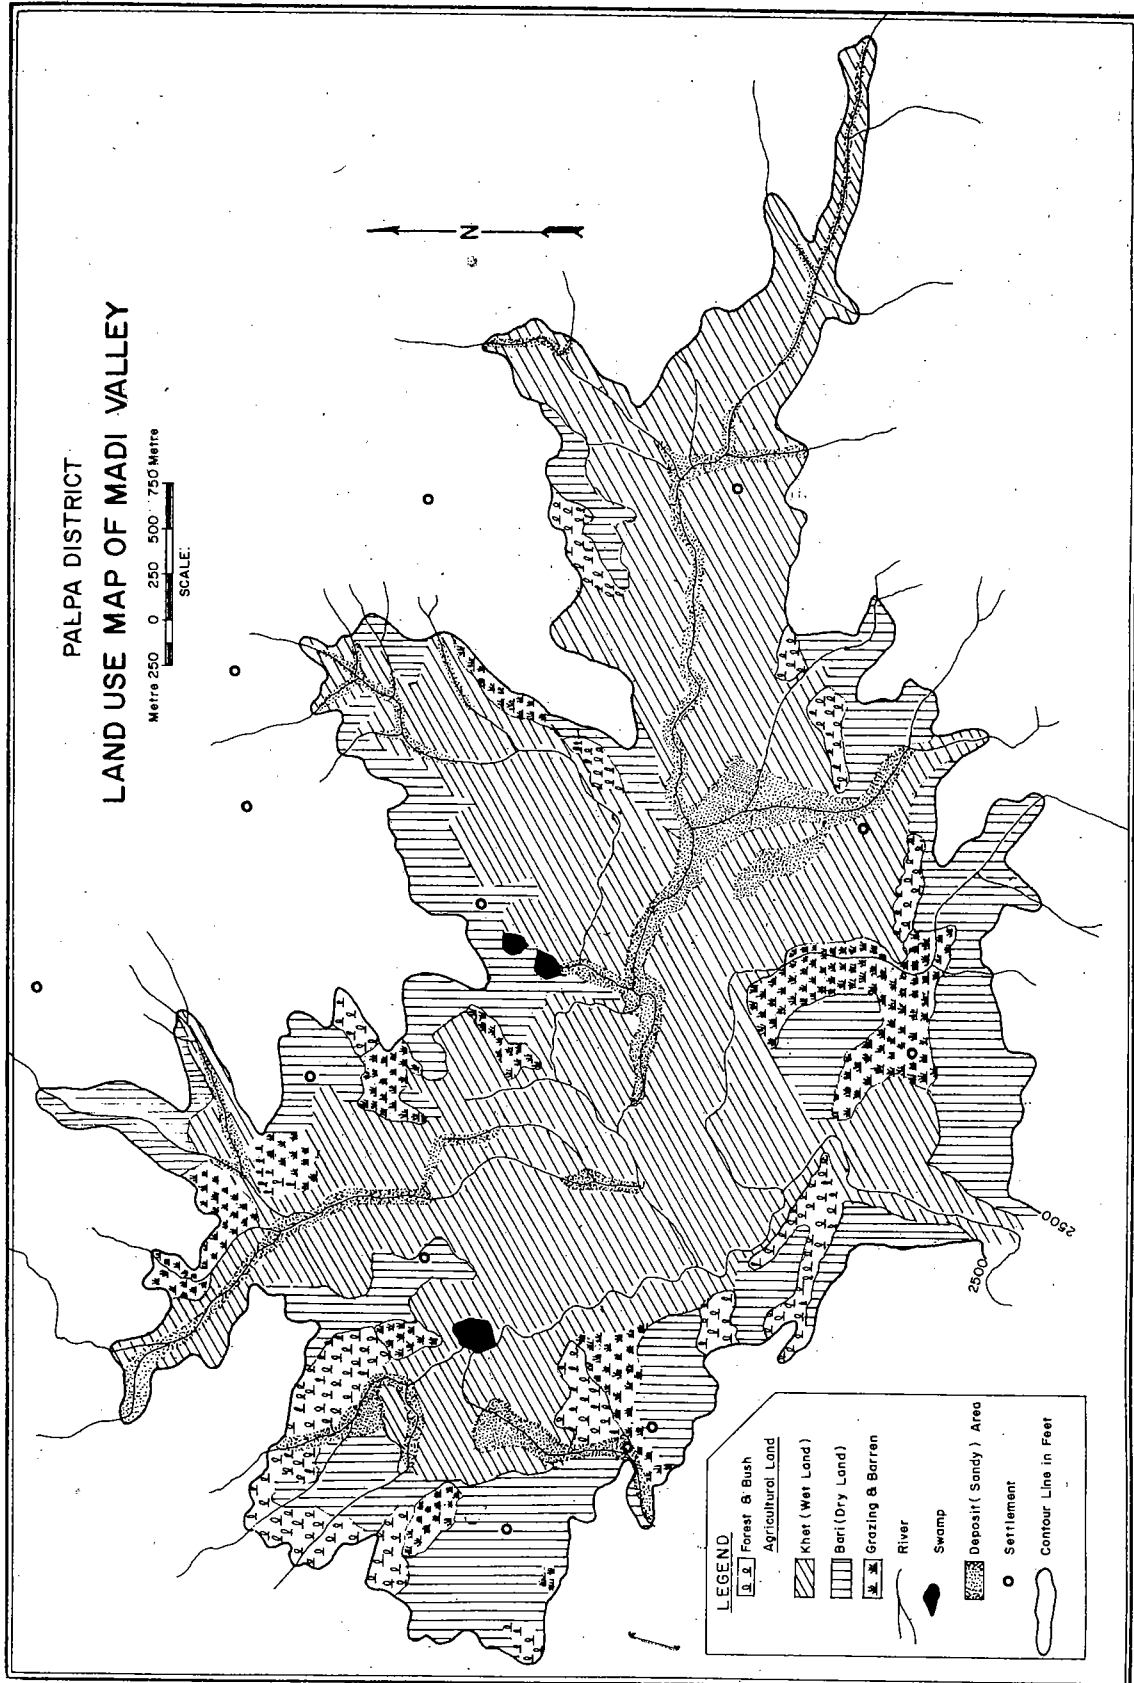 PALPA DISTRICT
LAND USE MAP OF MADI VALLEY
Metre 250 0 250 500 750 Metre
SCALE:
N
2500
2500
LEGEND
Forest & Bush
Agricultural Land
Khet (Wet Land)
Bari (Dry Land)
Grazing & Barren
River
Swamp
Deposit (Sandy) Area
Settlement
Contour Line in Feet